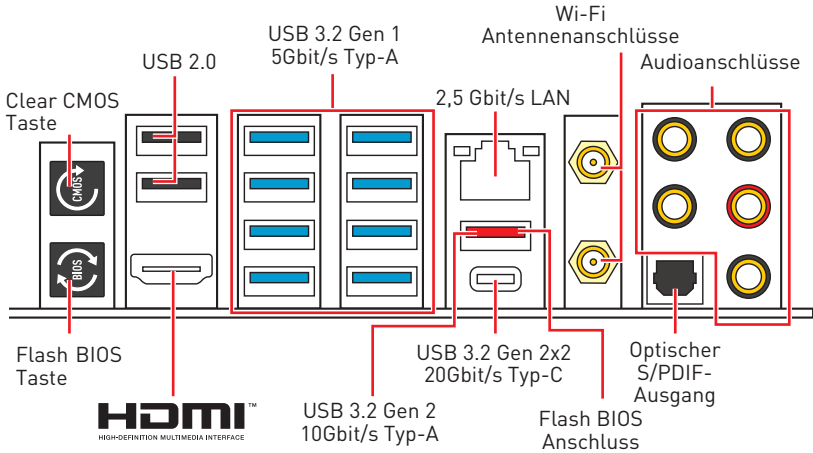 Wi-Fi
Antennenanschlüsse
USB 3.2 Gen 1
5Gbit/s Typ-A
USB 2.0
Audioanschlüsse
Clear CMOS
Taste
2,5 Gbit/s LAN
CMOS
BIOS
Flash BIOS
Taste
HDMI™
HIGH-DEFINITION MULTIMEDIA INTERFACE
USB 3.2 Gen 2
10Gbit/s Typ-A
USB 3.2 Gen 2x2
20Gbit/s Typ-C
Flash BIOS
Anschluss
Optischer
S/PDIF-
Ausgang